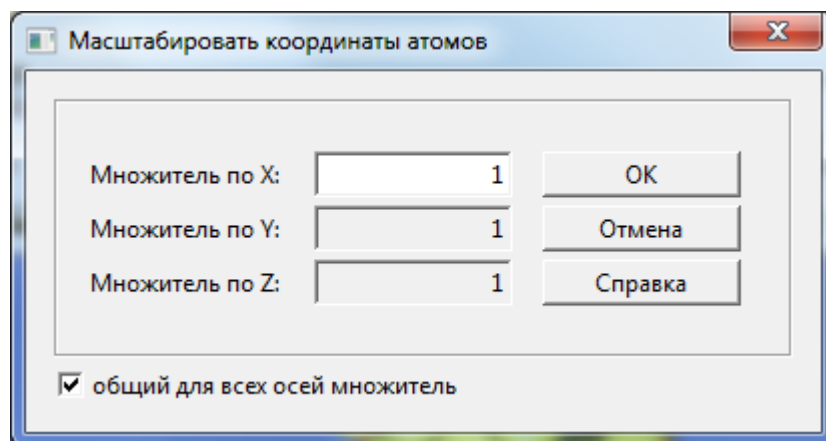 Масштабировать координаты атомов
Множитель по X: 1 OK
Множитель по Y: 1 Отмена
Множитель по Z: 1 Справка
общий для всех осей множитель